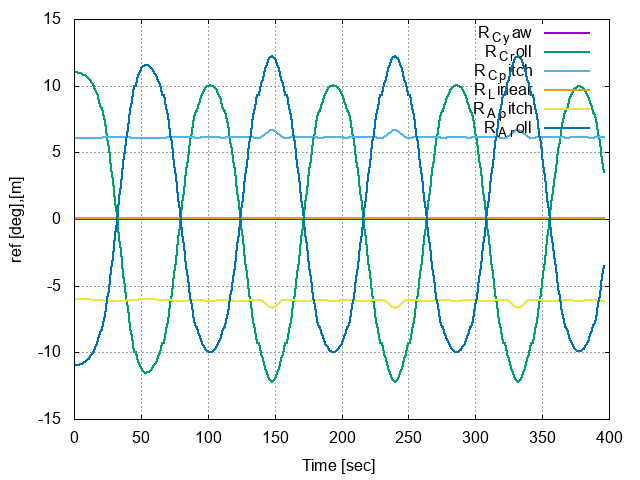 15
10
5
0
-5
-10
-15
ref [deg],[m]
0
50
100
150
200
250
300
350
400
Time [sec]
R_Cyaw
R_Croll
R_Cpitch
R_Linear
R_Apitch
R_Aroll